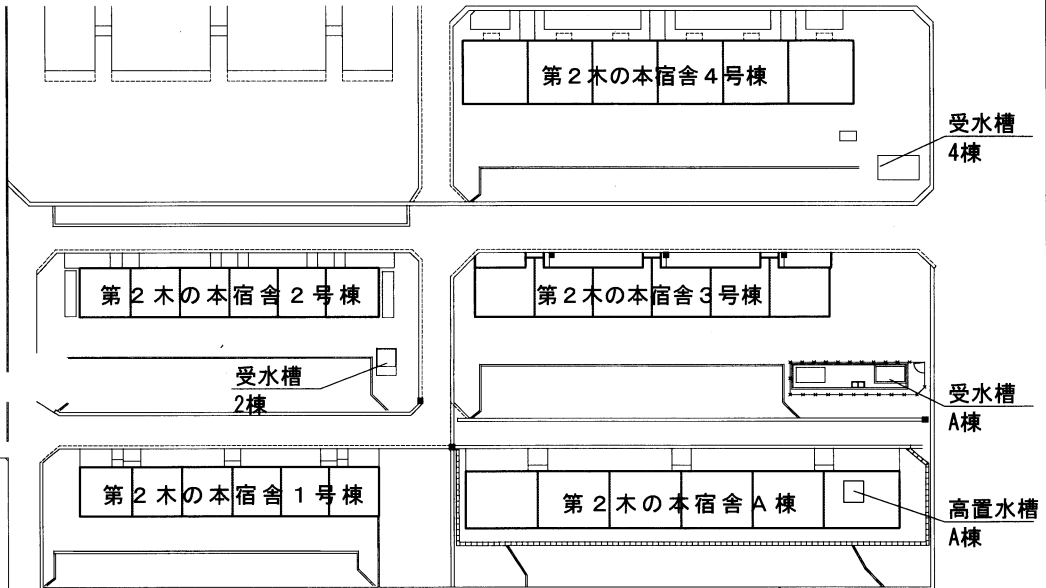 第２木の本宿舎４号棟
受水槽
4棟
第２木の本宿舎２号棟
第２木の本宿舎３号棟
受水槽
2棟
受水槽
A棟
第２木の本宿舎１号棟
第２木の本宿舎A棟
高置水槽
A棟